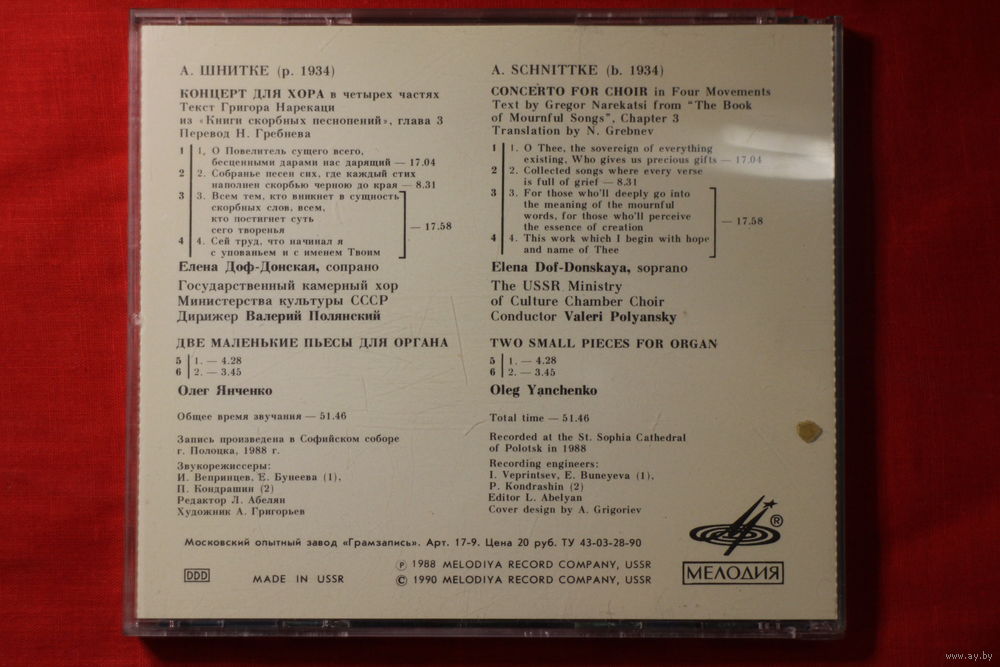 А. ШНИТКЕ (р. 1934)
КОНЦЕРТ ДЛЯ ХОРА в четырех частях
Текст Григора Нарекаци
из «Книги скорбных песнопений», глава 3
Перевод Н. Гребнева
1 1. О Повелитель сущего всего,
бесценными дарами нас дарящий — 17.04
2 2. Собранье песен сих, где каждый стих
наполнен скорбью черною до края — 8.31
3 3. Всем тем, кто вникнет в сущность
скорбных слов, всем,
кто постигнет суть
сего творенья
— 17.58
4 4. Сей труд, что начинал я
с упованьем и с именем Твоим
Елена Доф-Донская, сопрано
Государственный камерный хор
Министерства культуры СССР
Дирижер Валерий Полянский
ДВЕ МАЛЕНЬКИЕ ПЬЕСЫ ДЛЯ ОРГАНА
5 1. — 4.28
6 2. — 3.45
Олег Янченко
Общее время звучания — 51.46
Запись произведена в Софийском соборе
г. Полоцка, 1988 г.
Звукорежиссеры:
И. Вепринцев, Е. Бунеева (1),
П. Кондрашин (2)
Редактор Л. Абелян
Художник А. Григорьев
A. SCHNITTKE (b. 1934)
CONCERTO FOR CHOIR in Four Movements
Text by Gregor Narekatsi from "The Book
of Mournful Songs", Chapter 3
Translation by N. Grebnev
1 1. O Thee, the sovereign of everything
existing, Who gives us precious gifts — 17.04
2 2. Collected songs where every verse
is full of grief — 8.31
3 3. For those who'll deeply go into
the meaning of the mournful
words, for those who'll perceive
the essence of creation
— 17.58
4 4. This work which I begin with hope
and name of Thee
Elena Dof-Donskaya, soprano
The USSR Ministry
of Culture Chamber Choir
Conductor Valeri Polyansky
TWO SMALL PIECES FOR ORGAN
5 1. — 4.28
6 2. — 3.45
Oleg Yanchenko
Total time — 51.46
Recorded at the St. Sophia Cathedral
of Polotsk in 1988
Recording engineers:
I. Veprintsev, E. Buneyeva (1),
P. Kondrashin (2)
Editor L. Abelyan
Cover design by A. Grigoriev
Московский опытный завод «Грамзапись». Арт. 17-9. Цена 20 руб. ТУ 43-03-28-90
DDD
MADE IN USSR
Ⓟ 1988 MELODIYA RECORD COMPANY, USSR
© 1990 MELODIYA RECORD COMPANY, USSR
®
МЕЛОДИЯ
www.ay.by